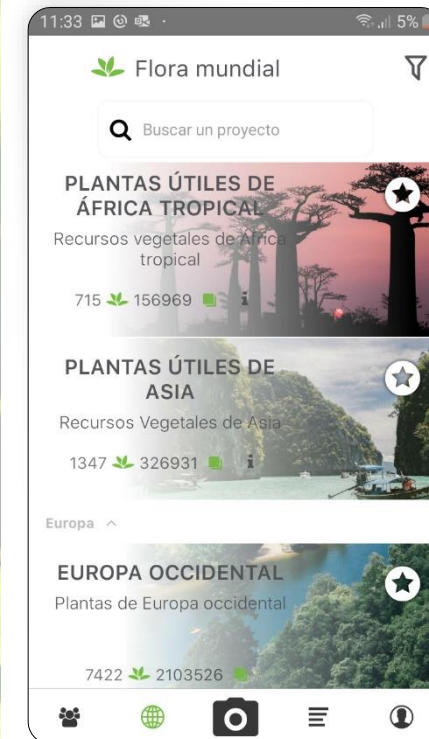 11:33 5%
Flora mundial
Buscar un proyecto
PLANTAS ÚTILES DE
ÁFRICA TROPICAL
Recursos vegetales de África
tropical
715 156969 i
PLANTAS ÚTILES DE
ASIA
Recursos Vegetales de Asia
1347 326931 i
Europa
EUROPA OCCIDENTAL
Plantas de Europa occidental
7422 2103526